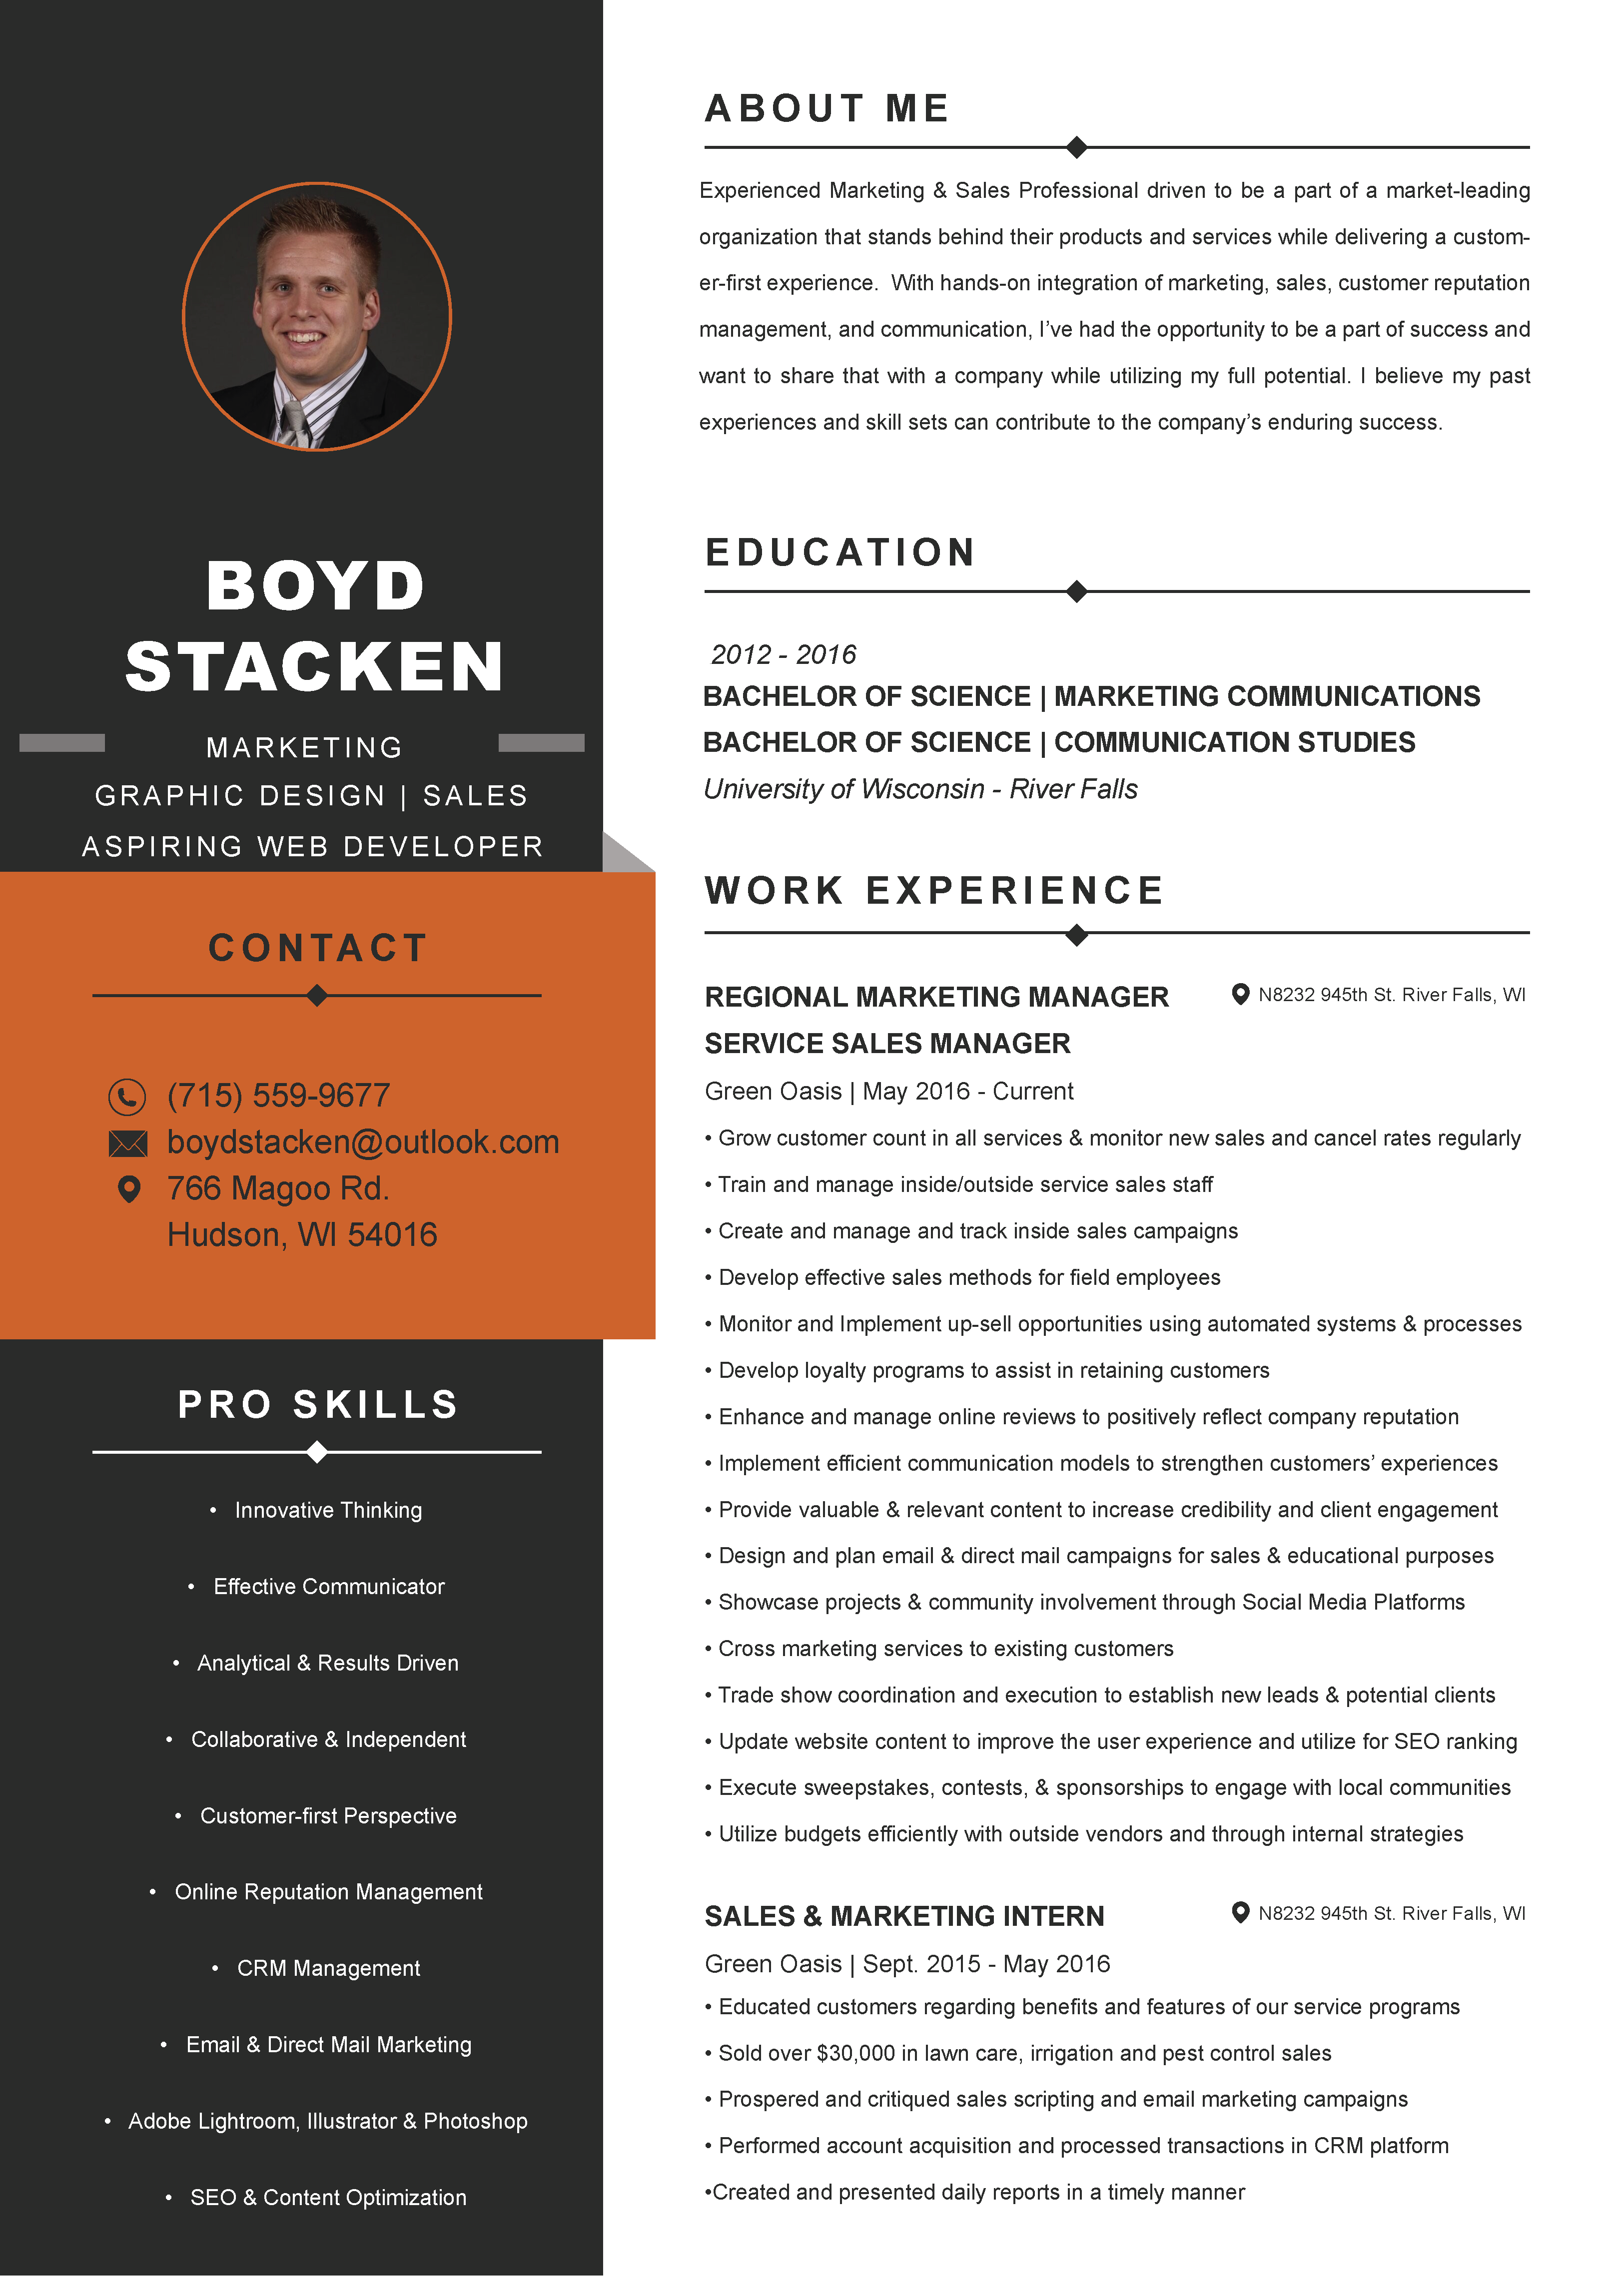 BOYD
STACKEN
MARKETING
GRAPHIC DESIGN | SALES
ASPIRING WEB DEVELOPER
CONTACT
(715) 559-9677
boydstacken@outlook.com
766 Magoo Rd.
Hudson, WI 54016
PRO SKILLS
• Innovative Thinking
• Effective Communicator
• Analytical & Results Driven
• Collaborative & Independent
• Customer-first Perspective
• Online Reputation Management
• CRM Management
• Email & Direct Mail Marketing
• Adobe Lightroom, Illustrator & Photoshop
• SEO & Content Optimization
ABOUT ME
Experienced Marketing & Sales Professional driven to be a part of a market-leading
organization that stands behind their products and services while delivering a custom-
er-first experience.  With hands-on integration of marketing, sales, customer reputation
management, and communication, I’ve had the opportunity to be a part of success and
want to share that with a company while utilizing my full potential. I believe my past
experiences and skill sets can contribute to the company’s enduring success.
EDUCATION
2012 - 2016
BACHELOR OF SCIENCE | MARKETING COMMUNICATIONS
BACHELOR OF SCIENCE | COMMUNICATION STUDIES
University of Wisconsin - River Falls
WORK EXPERIENCE
REGIONAL MARKETING MANAGER N8232 945th St. River Falls, WI
SERVICE SALES MANAGER
Green Oasis | May 2016 - Current
• Grow customer count in all services & monitor new sales and cancel rates regularly
• Train and manage inside/outside service sales staff
• Create and manage and track inside sales campaigns
• Develop effective sales methods for field employees
• Monitor and Implement up-sell opportunities using automated systems & processes
• Develop loyalty programs to assist in retaining customers
• Enhance and manage online reviews to positively reflect company reputation
• Implement efficient communication models to strengthen customers’ experiences
• Provide valuable & relevant content to increase credibility and client engagement
• Design and plan email & direct mail campaigns for sales & educational purposes
• Showcase projects & community involvement through Social Media Platforms
• Cross marketing services to existing customers
• Trade show coordination and execution to establish new leads & potential clients
• Update website content to improve the user experience and utilize for SEO ranking
• Execute sweepstakes, contests, & sponsorships to engage with local communities
• Utilize budgets efficiently with outside vendors and through internal strategies
SALES & MARKETING INTERN N8232 945th St. River Falls, WI
Green Oasis | Sept. 2015 - May 2016
• Educated customers regarding benefits and features of our service programs
• Sold over $30,000 in lawn care, irrigation and pest control sales
• Prospered and critiqued sales scripting and email marketing campaigns
• Performed account acquisition and processed transactions in CRM platform
•Created and presented daily reports in a timely manner